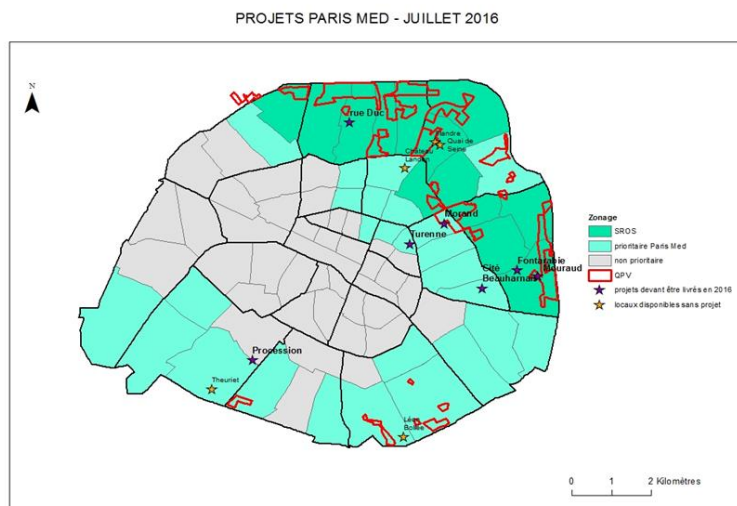 PROJETS PARIS MED - JUILLET 2016
N
rue Duc
Flandre
Quai de
Seine
Château
Landon
Morand
Turenne
Fontarabie
Mouraud
Cité
Beauharnais
Procession
Theuriet
Léon
Bollée
Zonage
SROS
prioritaire Paris Med
non prioritaire
QPV
projets devant être livrés en 2016
locaux disponibles sans projet
0 1 2 Kilomètres